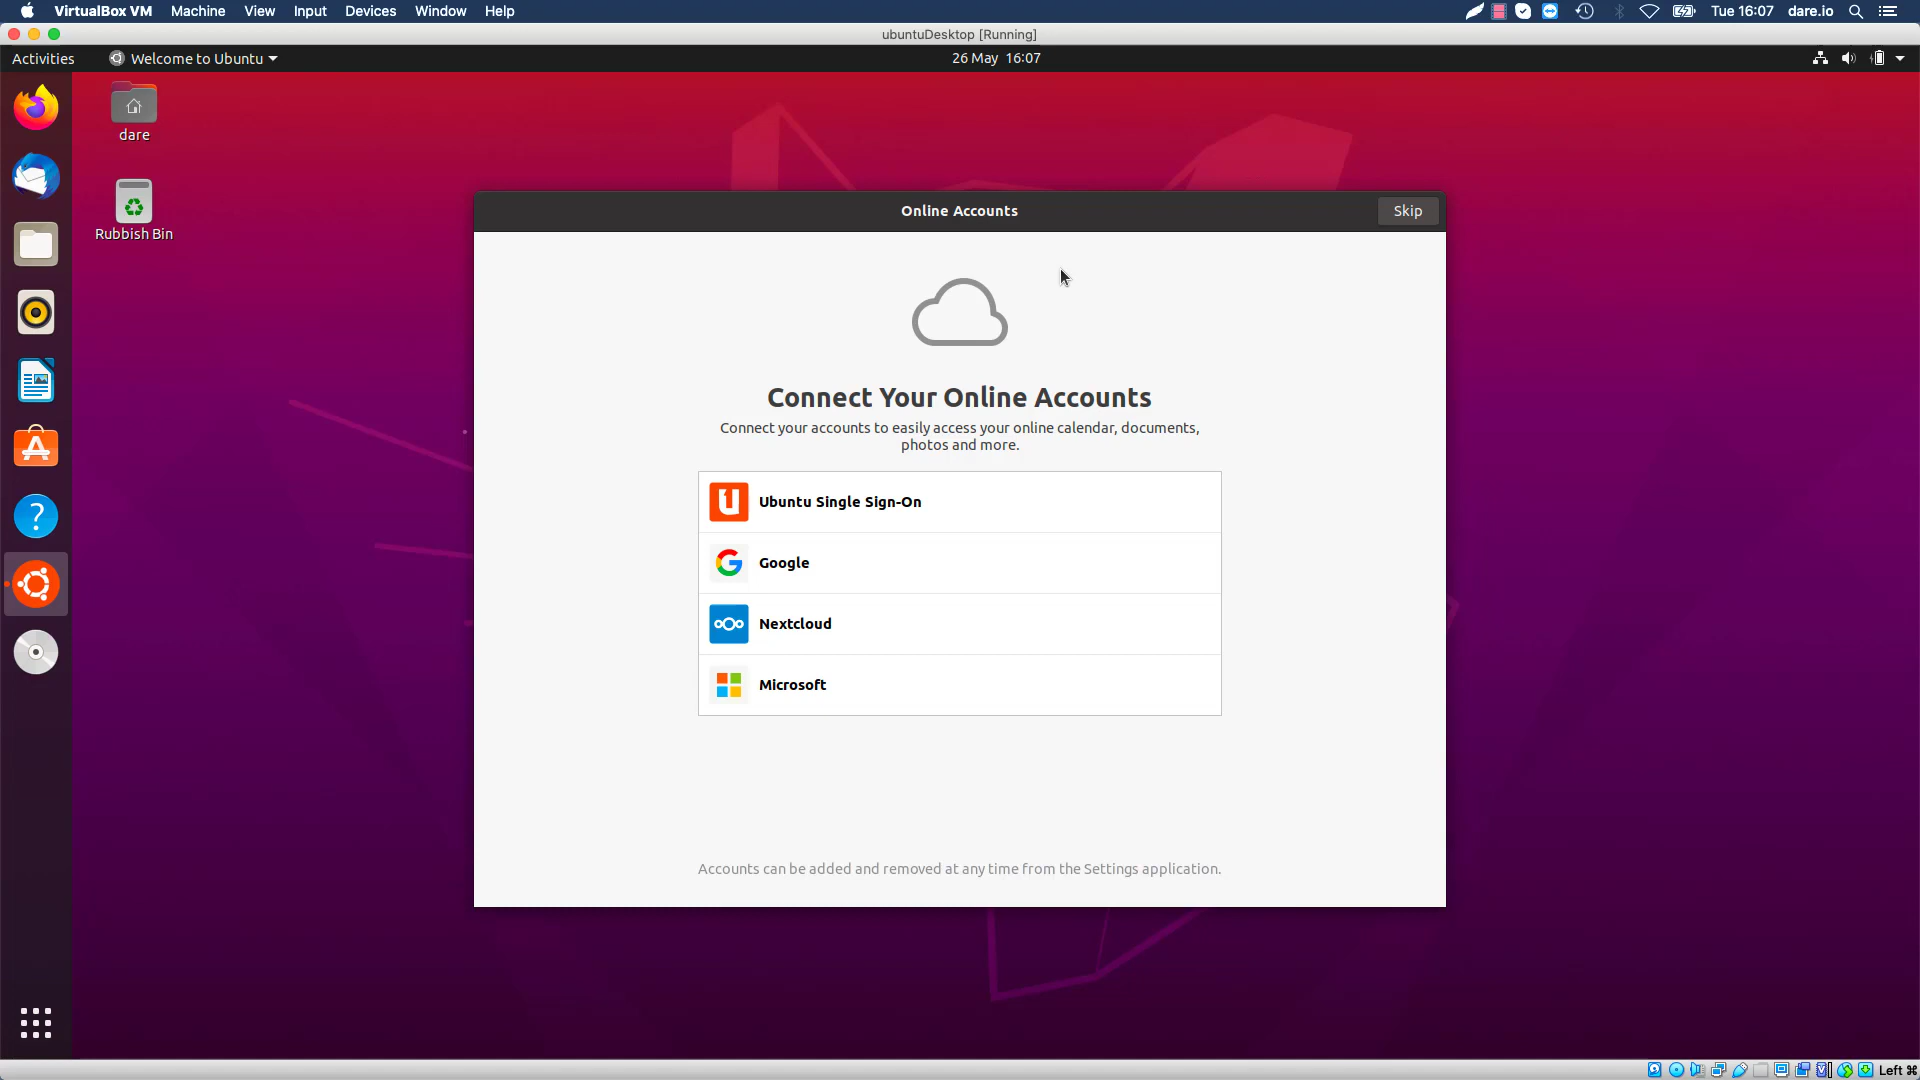 VirtualBox VM Machine View Input Devices Window Help
Tue 16:07 dare.io
ubuntuDesktop [Running]
Activities
Welcome to Ubuntu
26 May 16:07
dare
Rubbish Bin
Online Accounts
Skip
Connect Your Online Accounts
Connect your accounts to easily access your online calendar, documents,
photos and more.
Ubuntu Single Sign-On
Google
Nextcloud
Microsoft
Accounts can be added and removed at any time from the Settings application.
Left ⌘